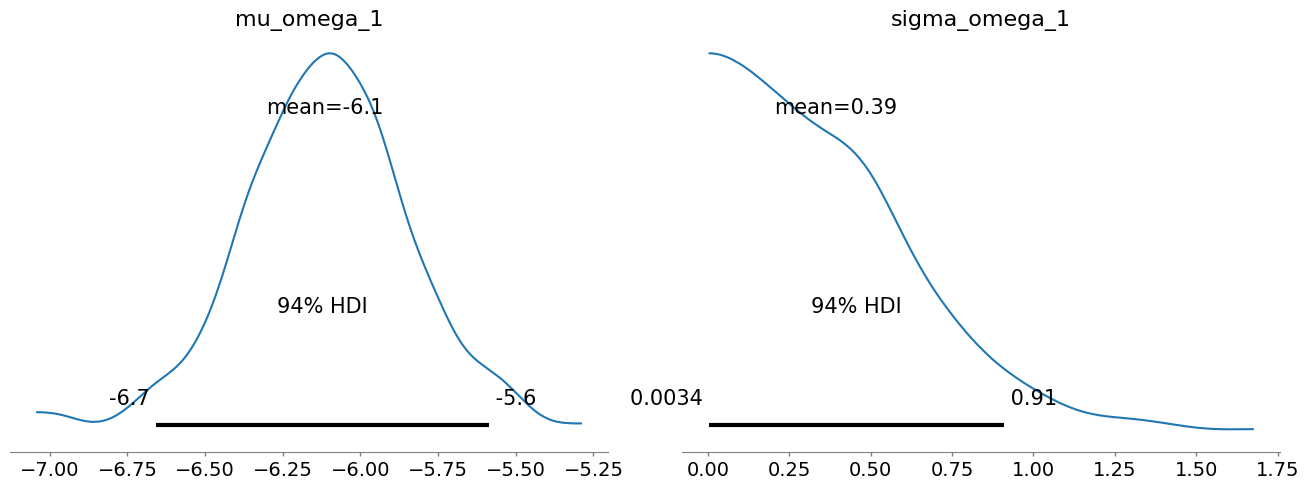 mu_omega_1
mean=-6.1
94% HDI
-6.7 -5.6
−7.00 −6.75 −6.50 −6.25 −6.00 −5.75 −5.50 −5.25
sigma_omega_1
mean=0.39
94% HDI
0.0034 0.91
0.00 0.25 0.50 0.75 1.00 1.25 1.50 1.75